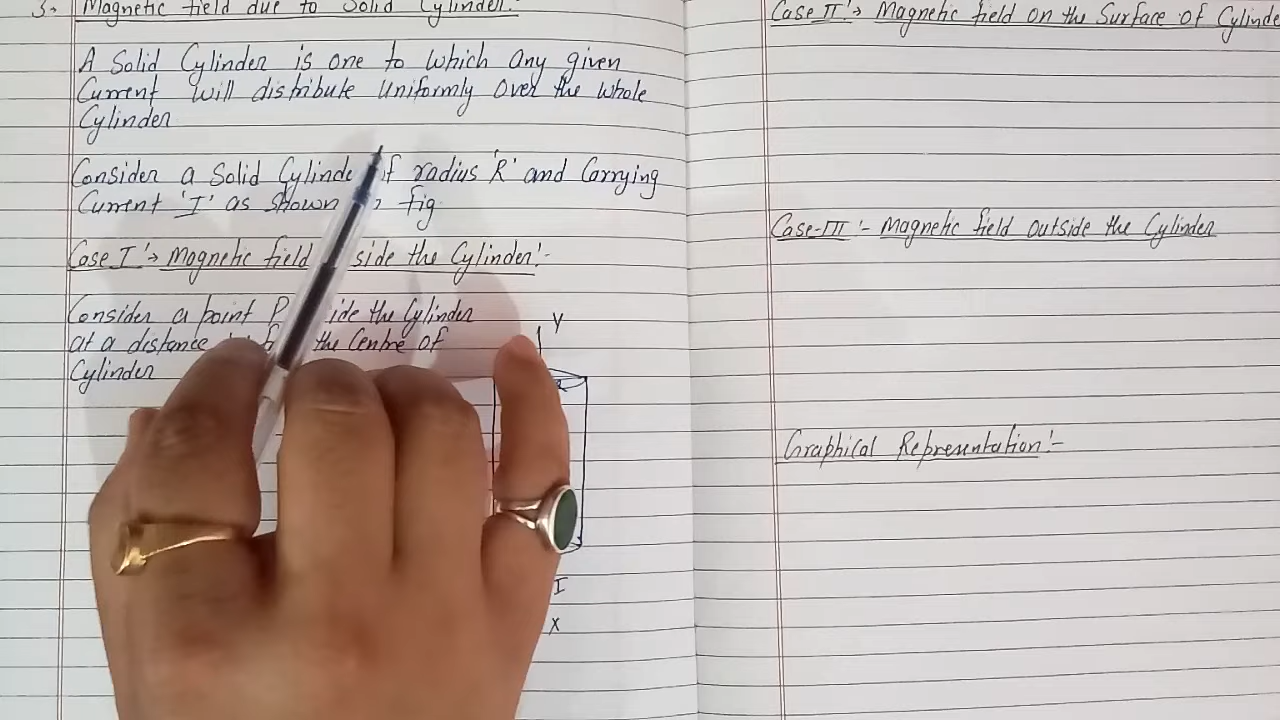 3→ Magnetic field due to Solid Cylinder:
A Solid Cylinder is one to which any given
Current will distribute Uniformly Over the Whole
Cylinder
Consider a Solid Cylinde f radius 'R' and Carrying
Current 'I' as shown fig.
Case I :→ Magnetic field side the Cylinder:-
Consider a point P ide the Cylinder
at a distance the Centre of
Cylinder
Y
I
X
Case II :→ Magnetic field on the Surface of Cylinde
Case-III :- Magnetic field outside the Cylinder
Graphical Representation:-